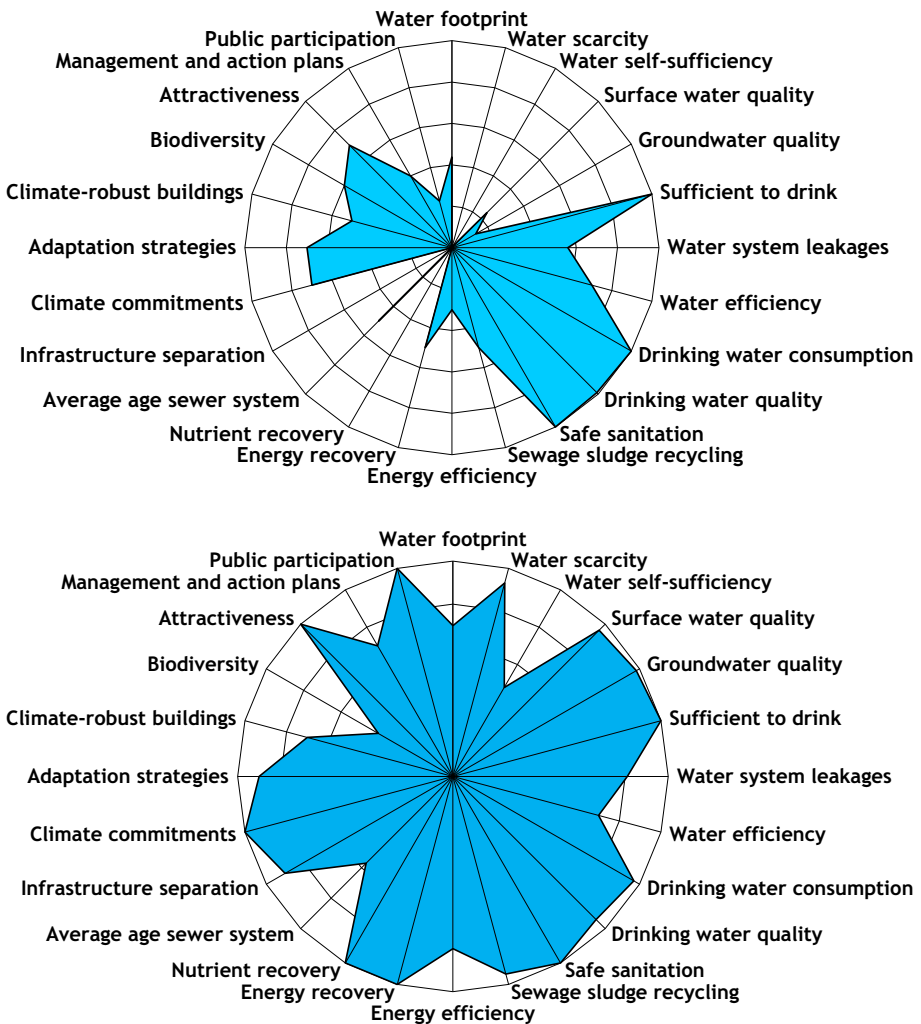 Water footprint
Public participation
Water scarcity
Management and action plans
Water self-sufficiency
Attractiveness
Surface water quality
Biodiversity
Groundwater quality
Climate-robust buildings
Sufficient to drink
Adaptation strategies
Water system leakages
Climate commitments
Water efficiency
Infrastructure separation
Drinking water consumption
Average age sewer system
Drinking water quality
Nutrient recovery
Safe sanitation
Energy recovery
Sewage sludge recycling
Energy efficiency
Water footprint
Public participation
Water scarcity
Management and action plans
Water self-sufficiency
Attractiveness
Surface water quality
Biodiversity
Groundwater quality
Climate-robust buildings
Sufficient to drink
Adaptation strategies
Water system leakages
Climate commitments
Water efficiency
Infrastructure separation
Drinking water consumption
Average age sewer system
Drinking water quality
Nutrient recovery
Safe sanitation
Energy recovery
Sewage sludge recycling
Energy efficiency